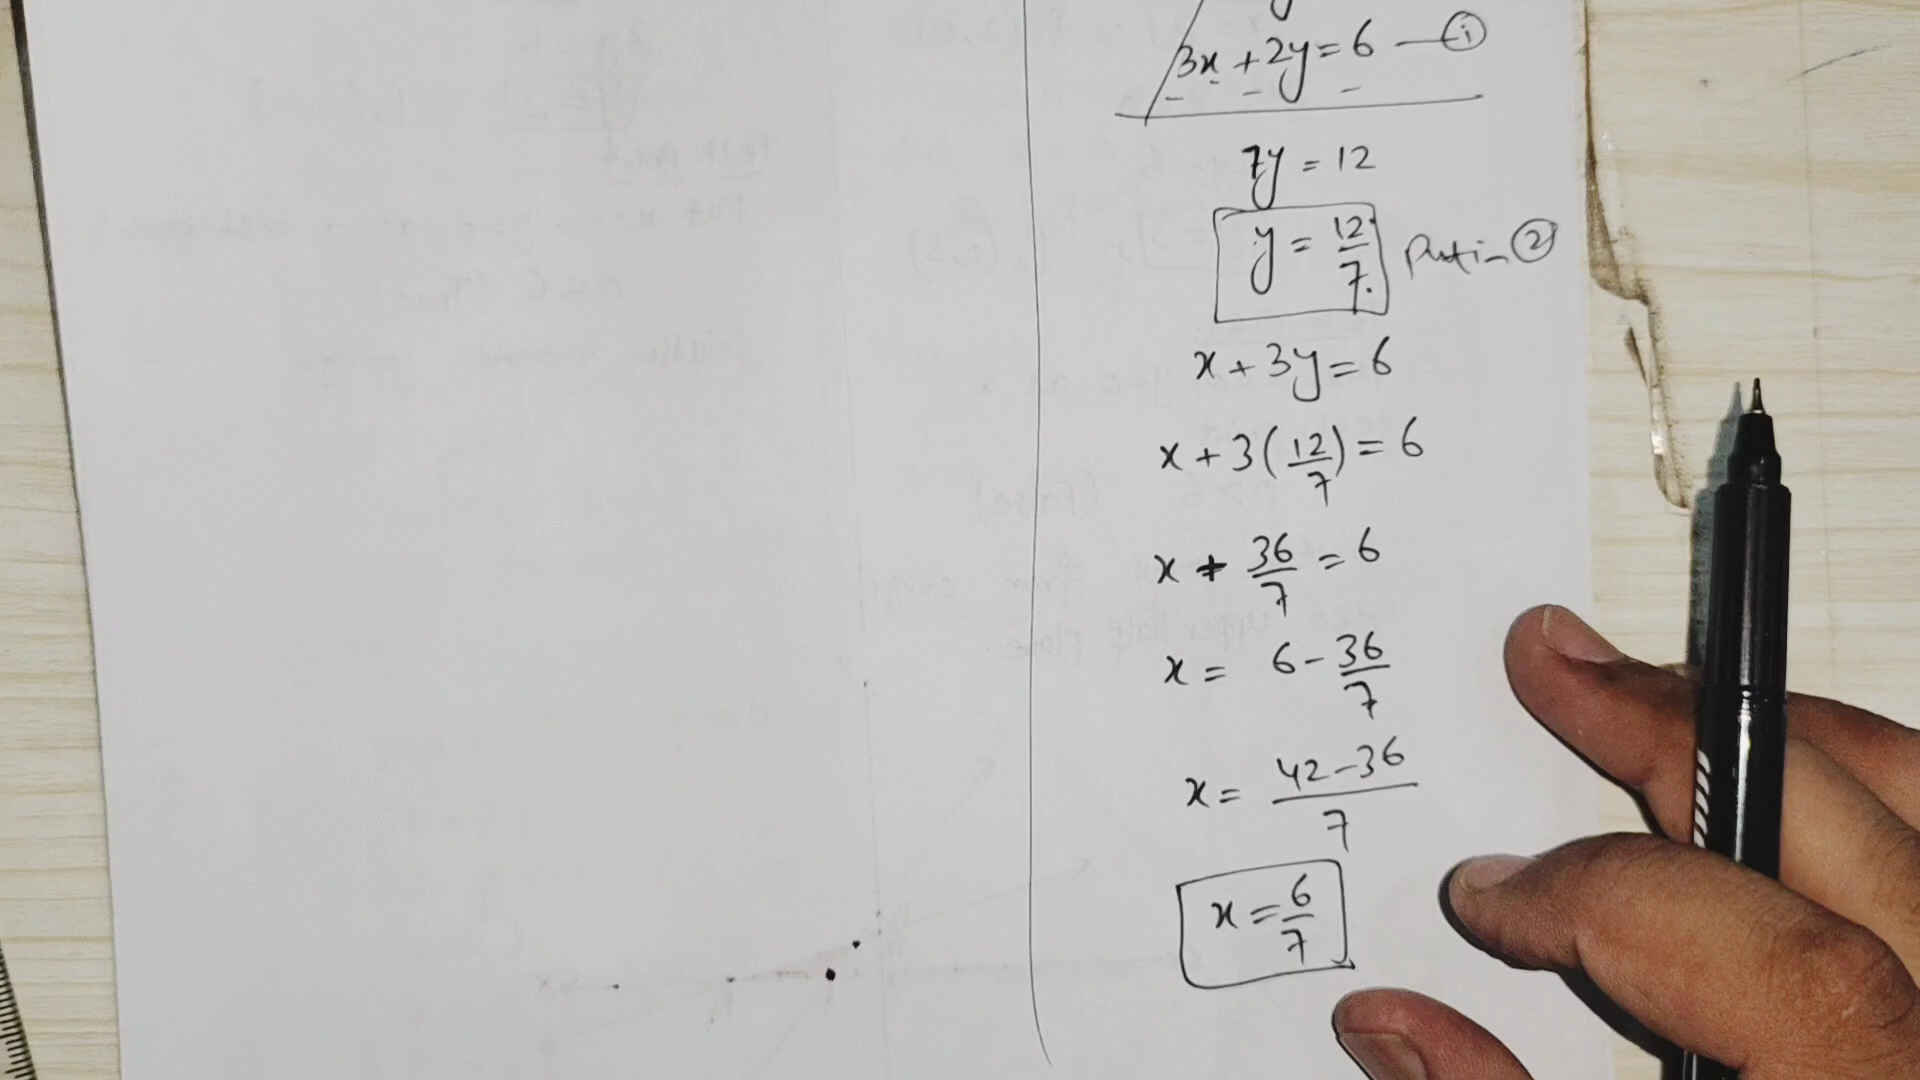 3x + 2y = 6 — ①
- - -
7y = 12
y = 12/7 Put in ②
x + 3y = 6
x + 3(12/7) = 6
x + 36/7 = 6
x = 6 - 36/7
x = 42 - 36/7
x = 6/7